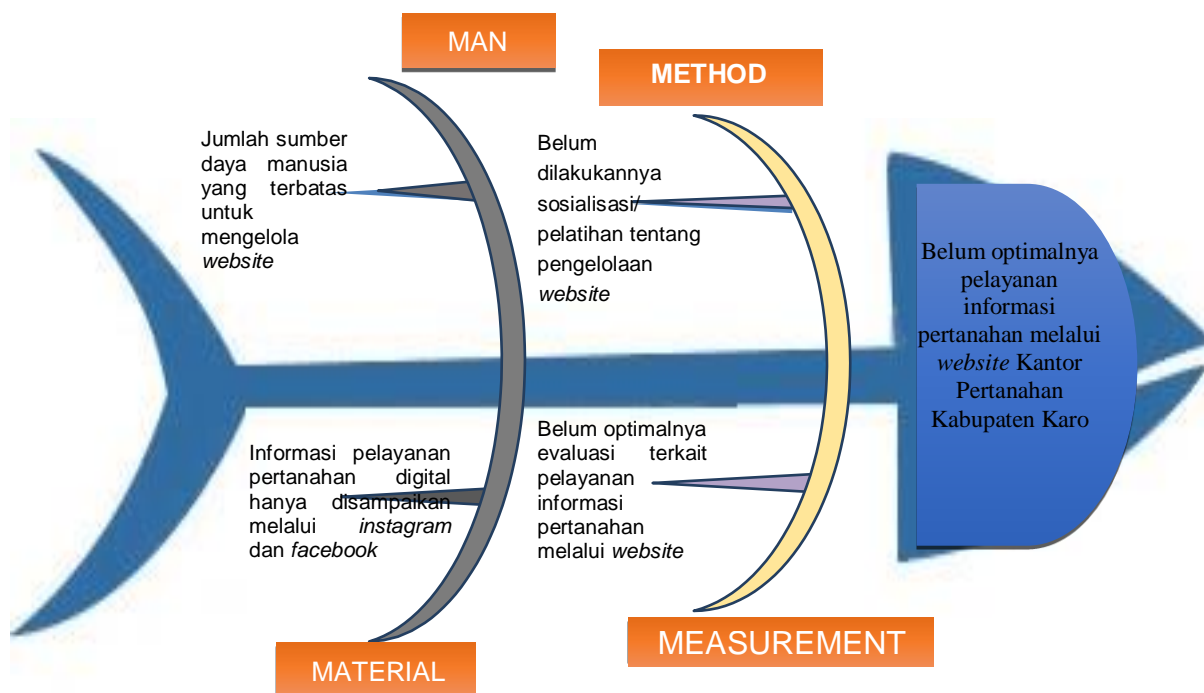 MAN
METHOD
Jumlah sumber
daya manusia
yang terbatas
untuk
mengelola
website
Belum
dilakukannya
sosialisasi/
pelatihan tentang
pengelolaan
website
Belum optimalnya
pelayanan
informasi
pertanahan melalui
website Kantor
Pertanahan
Kabupaten Karo
Informasi pelayanan
pertanahan digital
hanya disampaikan
melalui instagram
dan facebook
Belum optimalnya
evaluasi terkait
pelayanan
informasi
pertanahan
melalui website
MATERIAL
MEASUREMENT